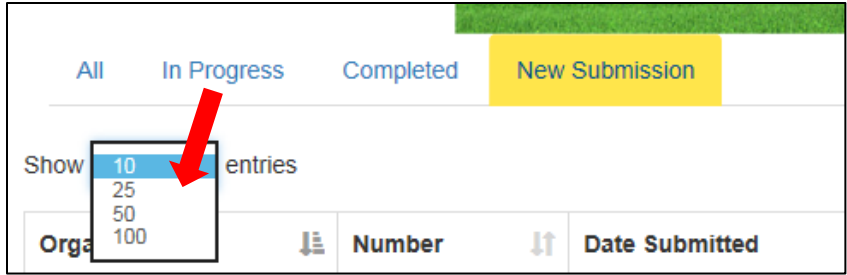 All In Progress Completed New Submission
Show 10 entries
25
50
100
Orga Number Date Submitted